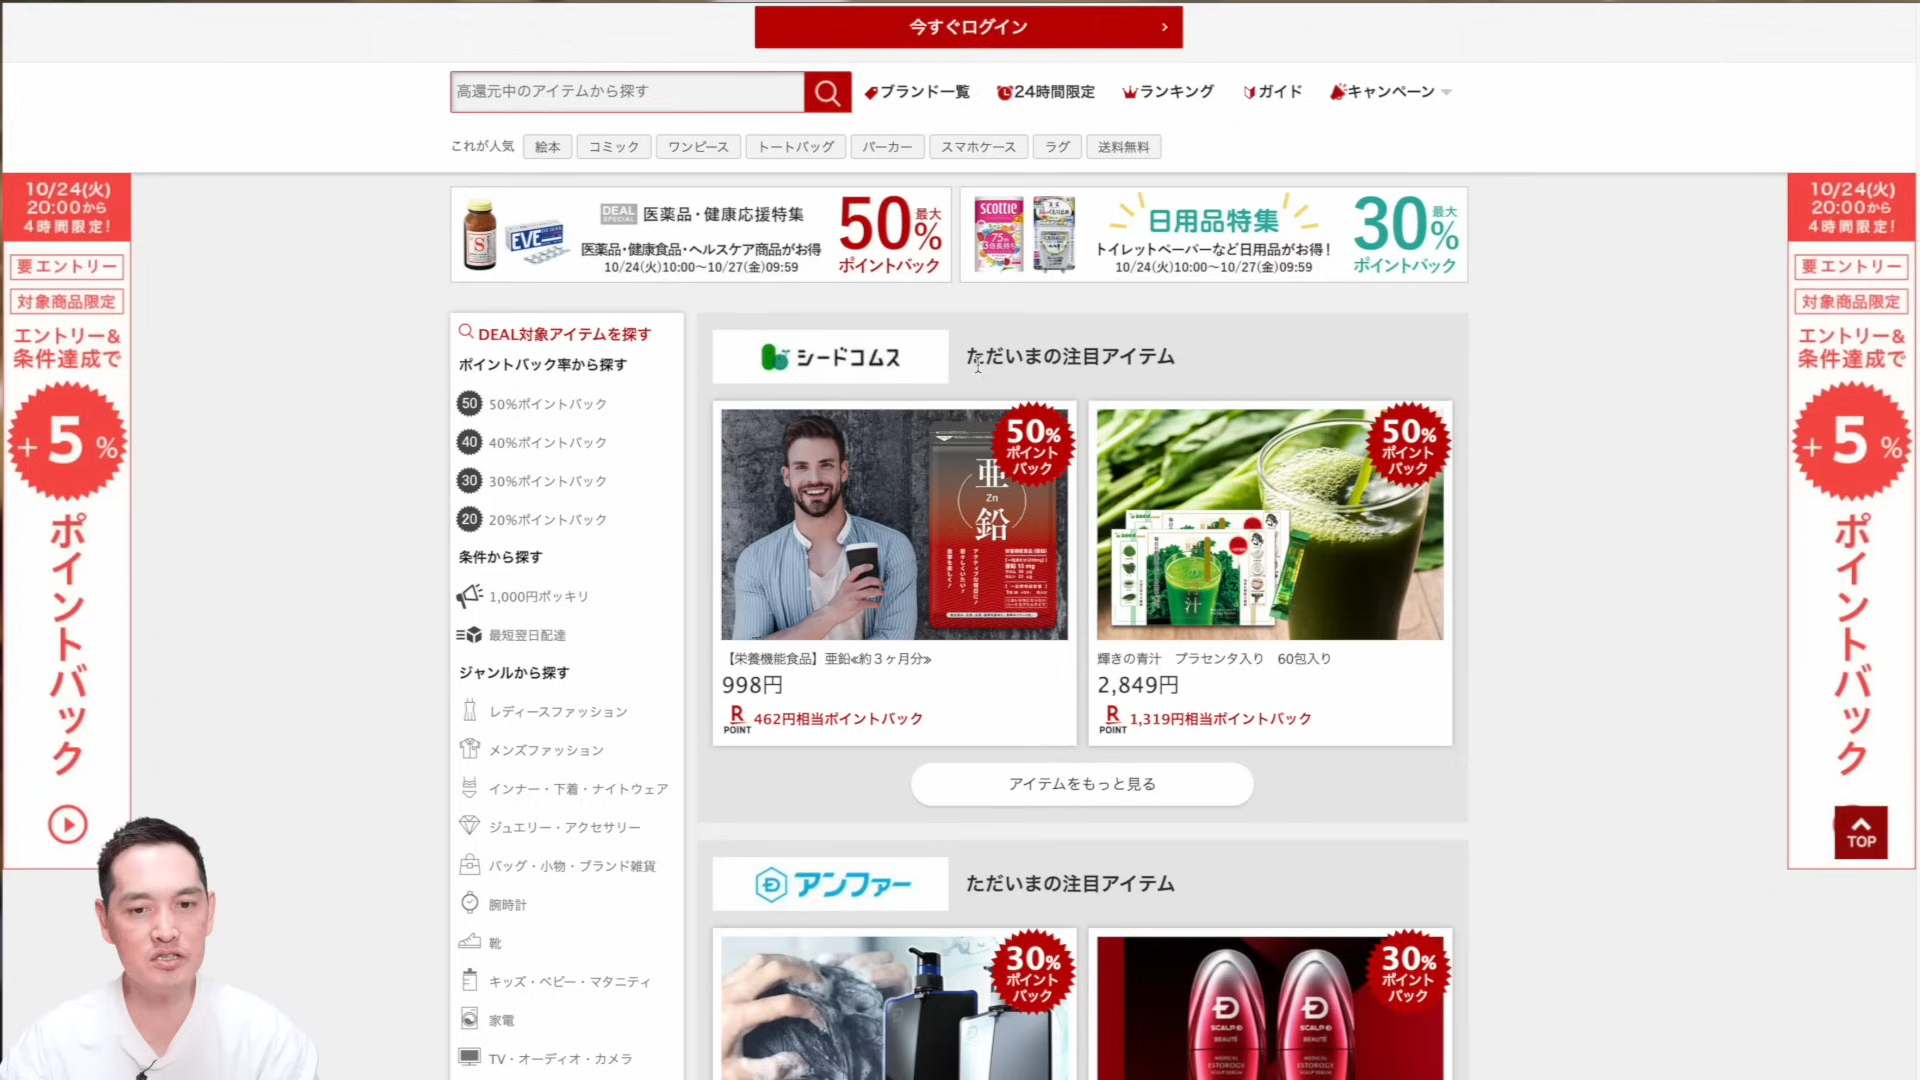 今すぐログイン
高還元中のアイテムから探す
ブランド一覧
24時間限定
ランキング
ガイド
キャンペーン
これが人気
絵本
コミック
ワンピース
トートバッグ
パーカー
スマホケース
ラグ
送料無料
10/24(火)
20:00から
4時間限定!
要エントリー
対象商品限定
エントリー&
条件達成で
+5%
ポイントバック
DEAL SPECIAL
医薬品・健康応援特集
医薬品・健康食品・ヘルスケア商品がお得
10/24(火)10:00〜10/27(金)09:59
最大
50%
ポイントバック
EVE
scottie
日用品特集
トイレットペーパーなど日用品がお得!
10/24(火)10:00〜10/27(金)09:59
最大
30%
ポイントバック
10/24(火)
20:00から
4時間限定!
要エントリー
対象商品限定
エントリー&
条件達成で
+5%
ポイントバック
TOP
DEAL対象アイテムを探す
ポイントバック率から探す
50 50%ポイントバック
40 40%ポイントバック
30 30%ポイントバック
20 20%ポイントバック
条件から探す
1,000円ポッキリ
最短翌日配達
ジャンルから探す
レディースファッション
メンズファッション
インナー・下着・ナイトウェア
ジュエリー・アクセサリー
バッグ・小物・ブランド雑貨
腕時計
靴
キッズ・ベビー・マタニティ
家電
TV・オーディオ・カメラ
シードコムス
ただいまの注目アイテム
50%
ポイント
バック
亜
Zn
鉛
【栄養機能食品】亜鉛≪約3ヶ月分≫
998円
R
POINT
462円相当ポイントバック
50%
ポイント
バック
輝きの青汁 プラセンタ入り 60包入り
2,849円
R
POINT
1,319円相当ポイントバック
アイテムをもっと見る
アンファー
ただいまの注目アイテム
30%
ポイント
バック
30%
ポイント
バック
SCALP D
BEAUTÉ
SCALP D
BEAUTÉ